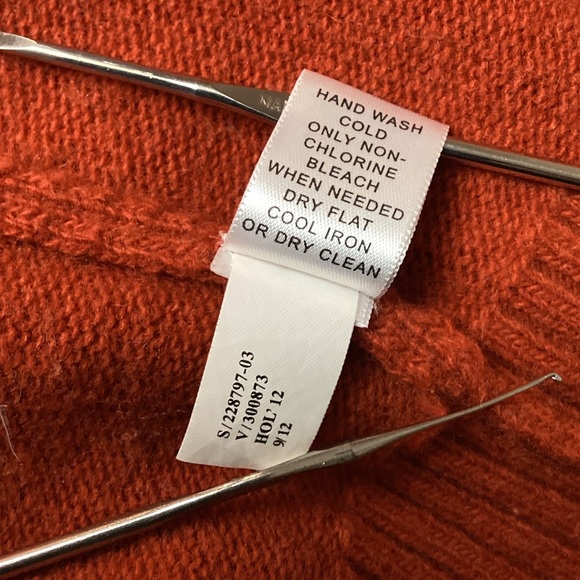 HAND WASH
COLD
ONLY NON-
CHLORINE
BLEACH
WHEN NEEDED
DRY FLAT
COOL IRON
OR DRY CLEAN
S/228797-03
V/300873
HOL' 12
9/12